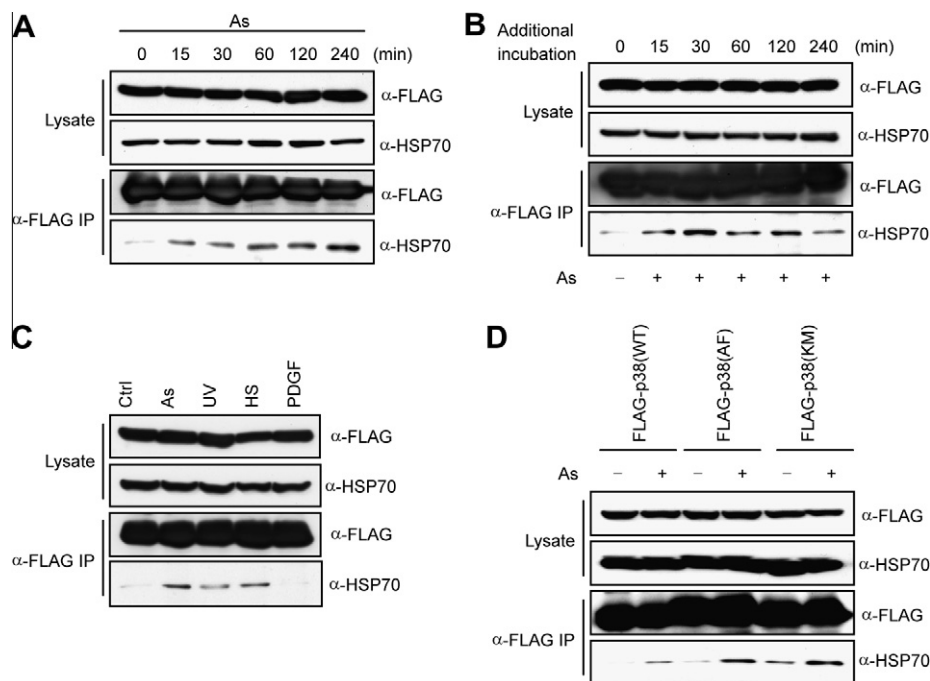 A
As
0 15 30 60 120 240 (min)
Lysate
α-FLAG
α-HSP70
α-FLAG IP
α-FLAG
α-HSP70
B
Additional
incubation
0 15 30 60 120 240 (min)
Lysate
α-FLAG
α-HSP70
α-FLAG IP
α-FLAG
α-HSP70
As – + + + + +
C
Ctrl As UV HS PDGF
Lysate
α-FLAG
α-HSP70
α-FLAG IP
α-FLAG
α-HSP70
D
FLAG-p38(WT) FLAG-p38(AF) FLAG-p38(KM)
As – + – + – +
Lysate
α-FLAG
α-HSP70
α-FLAG IP
α-FLAG
α-HSP70